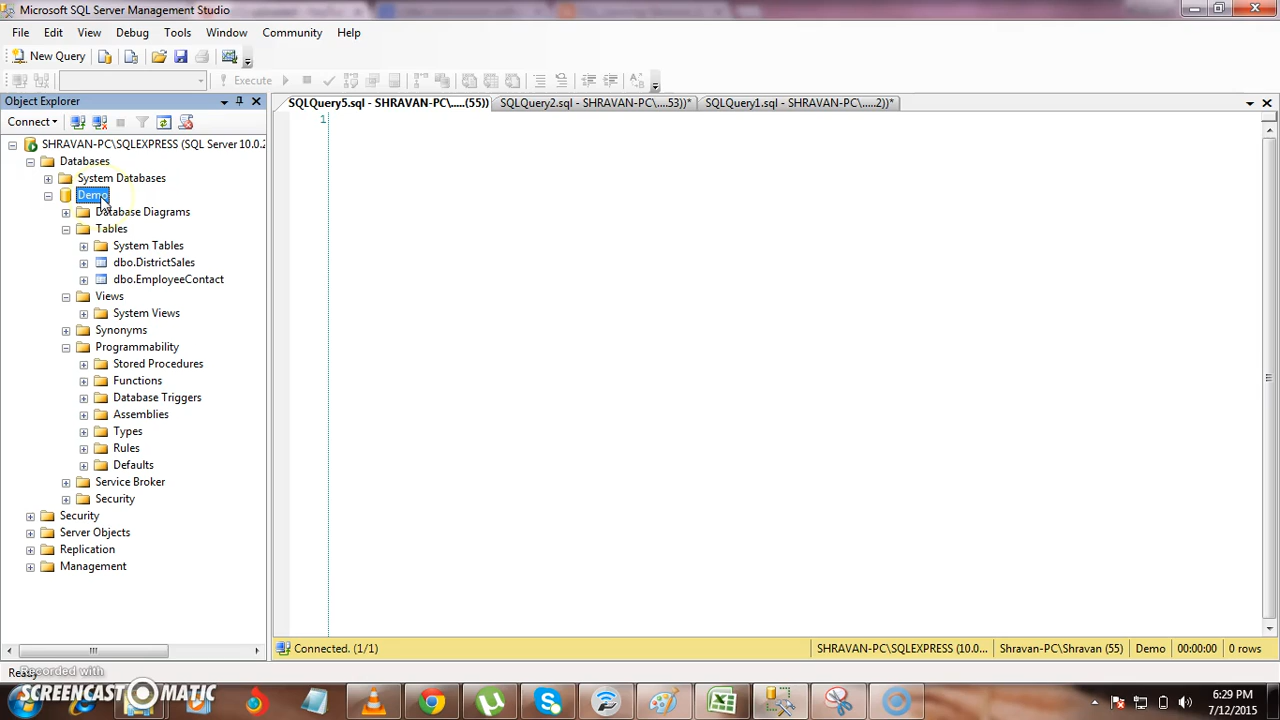 Microsoft SQL Server Management Studio
File Edit View Debug Tools Window Community Help
New Query
Execute
Object Explorer
SQLQuery5.sql - SHRAVAN-PC\.....(55))
SQLQuery2.sql - SHRAVAN-PC\....53))*
SQLQuery1.sql - SHRAVAN-PC\.....2))*
Connect
1
SHRAVAN-PC\SQLEXPRESS (SQL Server 10.0.2
Databases
System Databases
Demo
Database Diagrams
Tables
System Tables
dbo.DistrictSales
dbo.EmployeeContact
Views
System Views
Synonyms
Programmability
Stored Procedures
Functions
Database Triggers
Assemblies
Types
Rules
Defaults
Service Broker
Security
Security
Server Objects
Replication
Management
Connected. (1/1)
SHRAVAN-PC\SQLEXPRESS (10.0...
Shravan-PC\Shravan (55)
Demo
00:00:00
0 rows
Ready
Recorded with
SCREENCAST MATIC
6:29 PM
7/12/2015